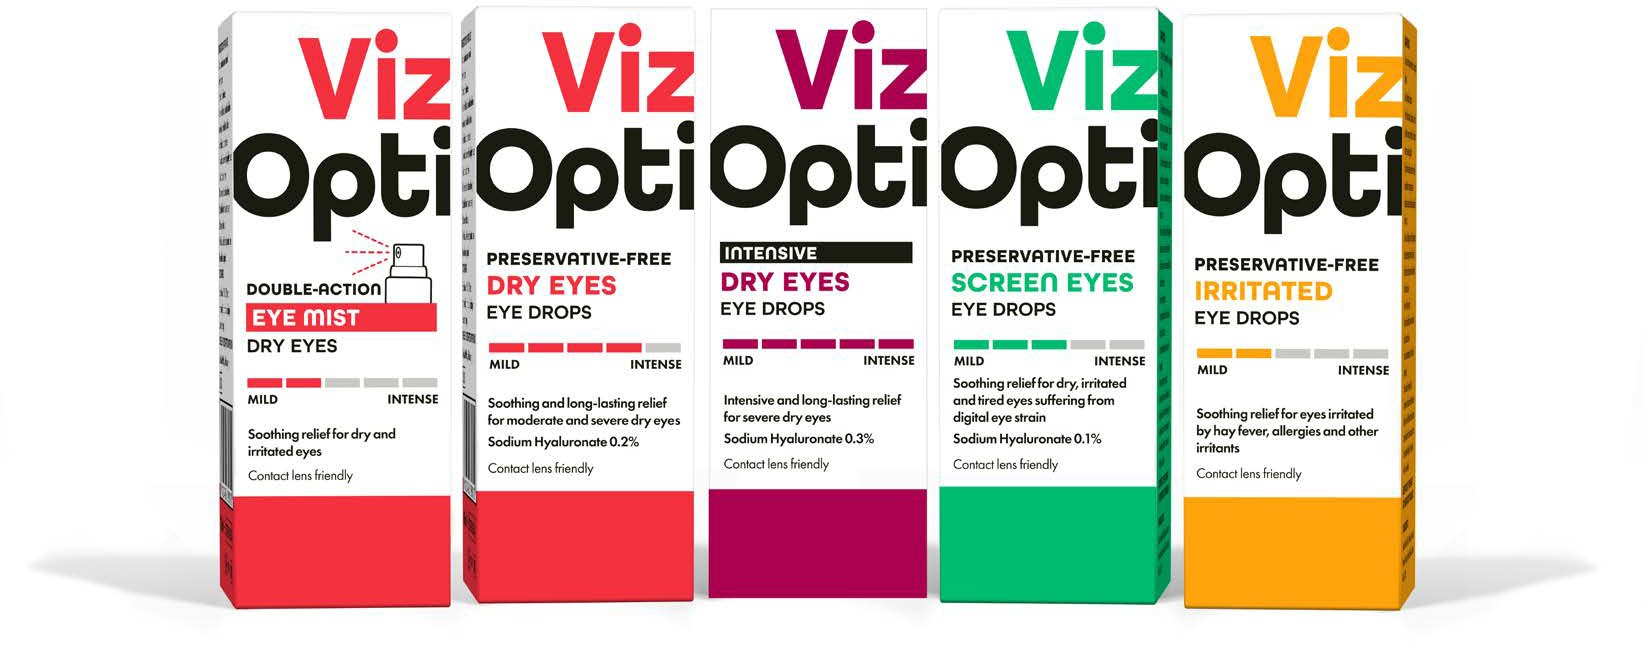 Viz
Opti
DOUBLE-ACTION
EYE MIST
DRY EYES
MILD INTENSE
Soothing relief for dry and
irritated eyes
Contact lens friendly
Viz
Opti
PRESERVATIVE-FREE
DRY EYES
EYE DROPS
MILD INTENSE
Soothing and long-lasting relief
for moderate and severe dry eyes
Sodium Hyaluronate 0.2%
Contact lens friendly
Viz
Opti
INTENSIVE
DRY EYES
EYE DROPS
MILD INTENSE
Intensive and long-lasting relief
for severe dry eyes
Sodium Hyaluronate 0.3%
Contact lens friendly
Viz
Opti
PRESERVATIVE-FREE
SCREEN EYES
EYE DROPS
MILD INTENSE
Soothing relief for dry, irritated
and tired eyes suffering from
digital eye strain
Sodium Hyaluronate 0.1%
Contact lens friendly
Viz
Opti
PRESERVATIVE-FREE
IRRITATED
EYE DROPS
MILD INTENSE
Soothing relief for eyes irritated
by hay fever, allergies and other
irritants
Contact lens friendly